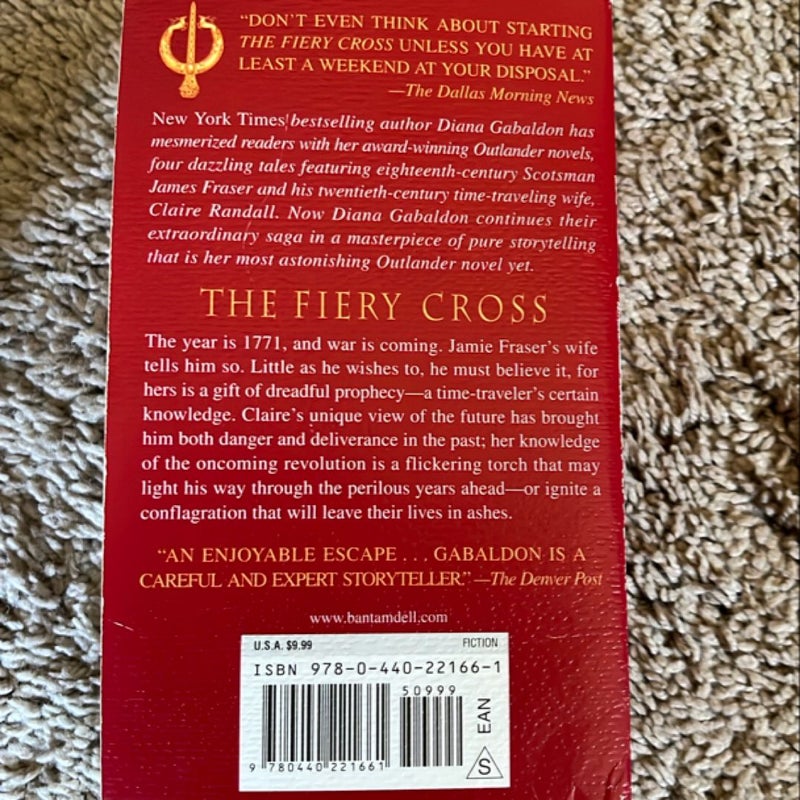 “DON’T EVEN THINK ABOUT STARTING
THE FIERY CROSS UNLESS YOU HAVE AT
LEAST A WEEKEND AT YOUR DISPOSAL.”
—The Dallas Morning News
New York Times bestselling author Diana Gabaldon has
mesmerized readers with her award-winning Outlander novels,
four dazzling tales featuring eighteenth-century Scotsman
James Fraser and his twentieth-century time-traveling wife,
Claire Randall. Now Diana Gabaldon continues their
extraordinary saga in a masterpiece of pure storytelling
that is her most astonishing Outlander novel yet.
THE FIERY CROSS
The year is 1771, and war is coming. Jamie Fraser’s wife
tells him so. Little as he wishes to, he must believe it, for
hers is a gift of dreadful prophecy—a time-traveler’s certain
knowledge. Claire’s unique view of the future has brought
him both danger and deliverance in the past; her knowledge
of the oncoming revolution is a flickering torch that may
light his way through the perilous years ahead—or ignite a
conflagration that will leave their lives in ashes.
“AN ENJOYABLE ESCAPE . . . GABALDON IS A
CAREFUL AND EXPERT STORYTELLER.” —The Denver Post
www.bantamdell.com
U.S.A. $9.99 FICTION
ISBN 978-0-440-22166-1
50999
EAN
S
9 780440 221661